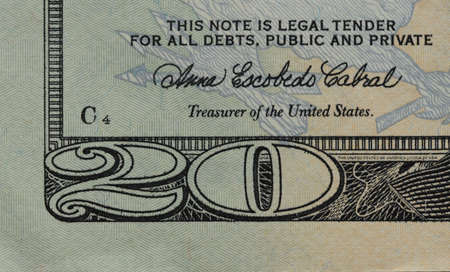 THIS NOTE IS LEGAL TENDER
FOR ALL DEBTS, PUBLIC AND PRIVATE
Anna Escobedo Cabral
C 4
Treasurer of the United States.
20